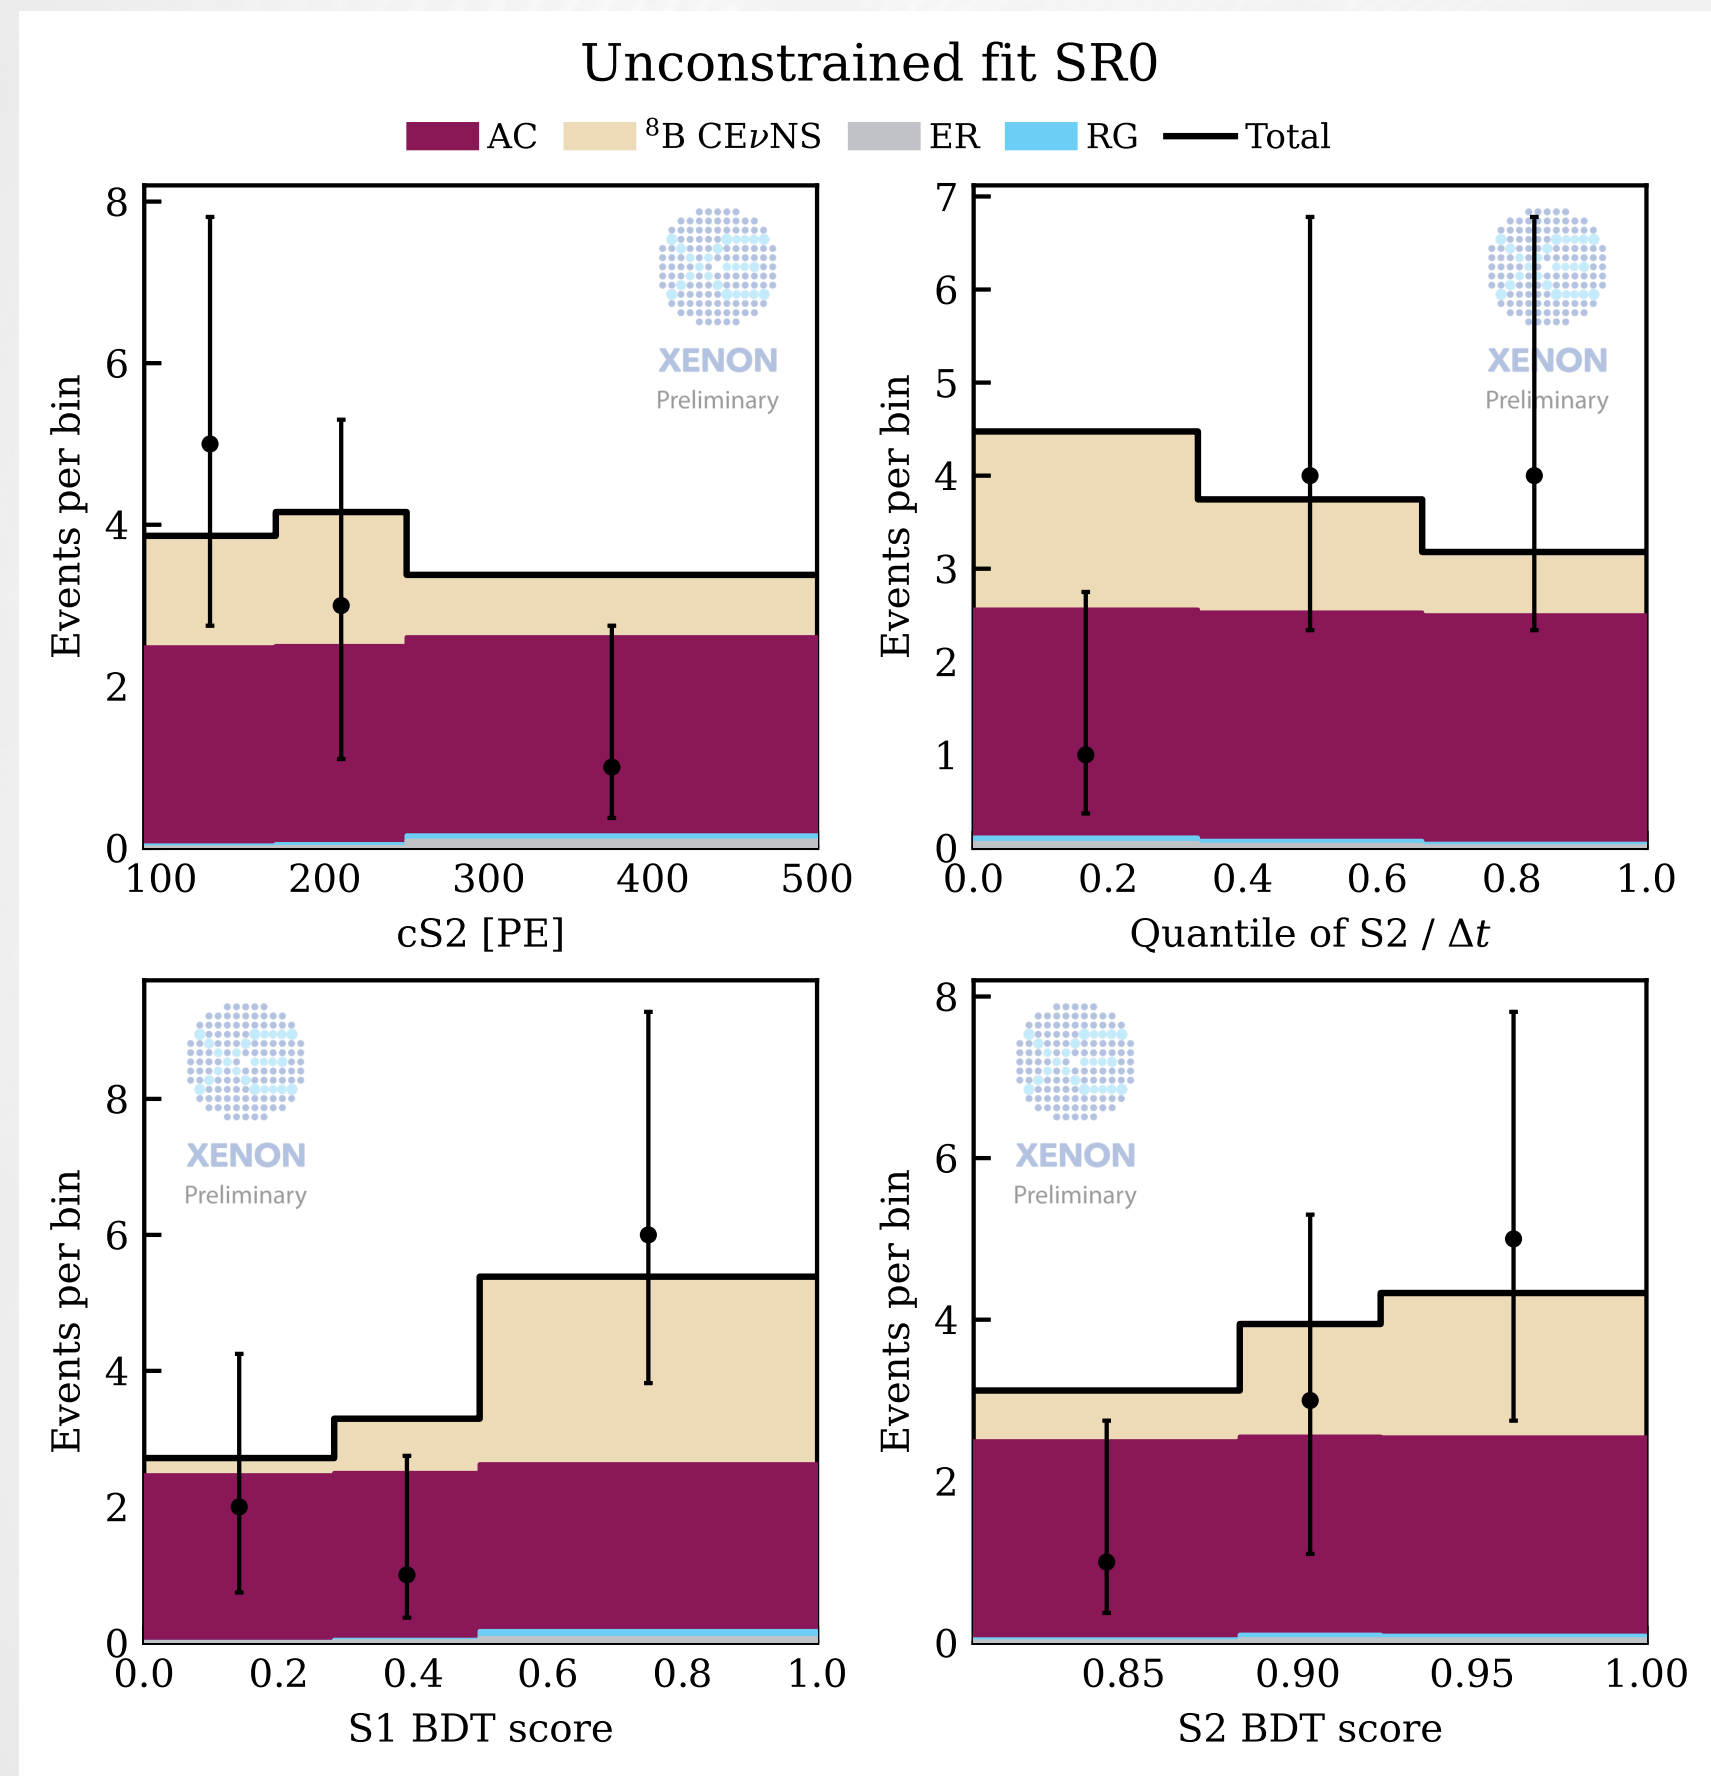 Unconstrained fit SR0
AC ⁸B CEνNS ER RG Total
8
6
4
2
0
Events per bin
XENON
Preliminary
100 200 300 400 500
cS2 [PE]
7
6
5
4
3
2
1
0
Events per bin
XENON
Preliminary
0.0 0.2 0.4 0.6 0.8 1.0
Quantile of S2 / Δt
8
6
4
2
0
Events per bin
XENON
Preliminary
0.0 0.2 0.4 0.6 0.8 1.0
S1 BDT score
8
6
4
2
0
Events per bin
XENON
Preliminary
0.85 0.90 0.95 1.00
S2 BDT score